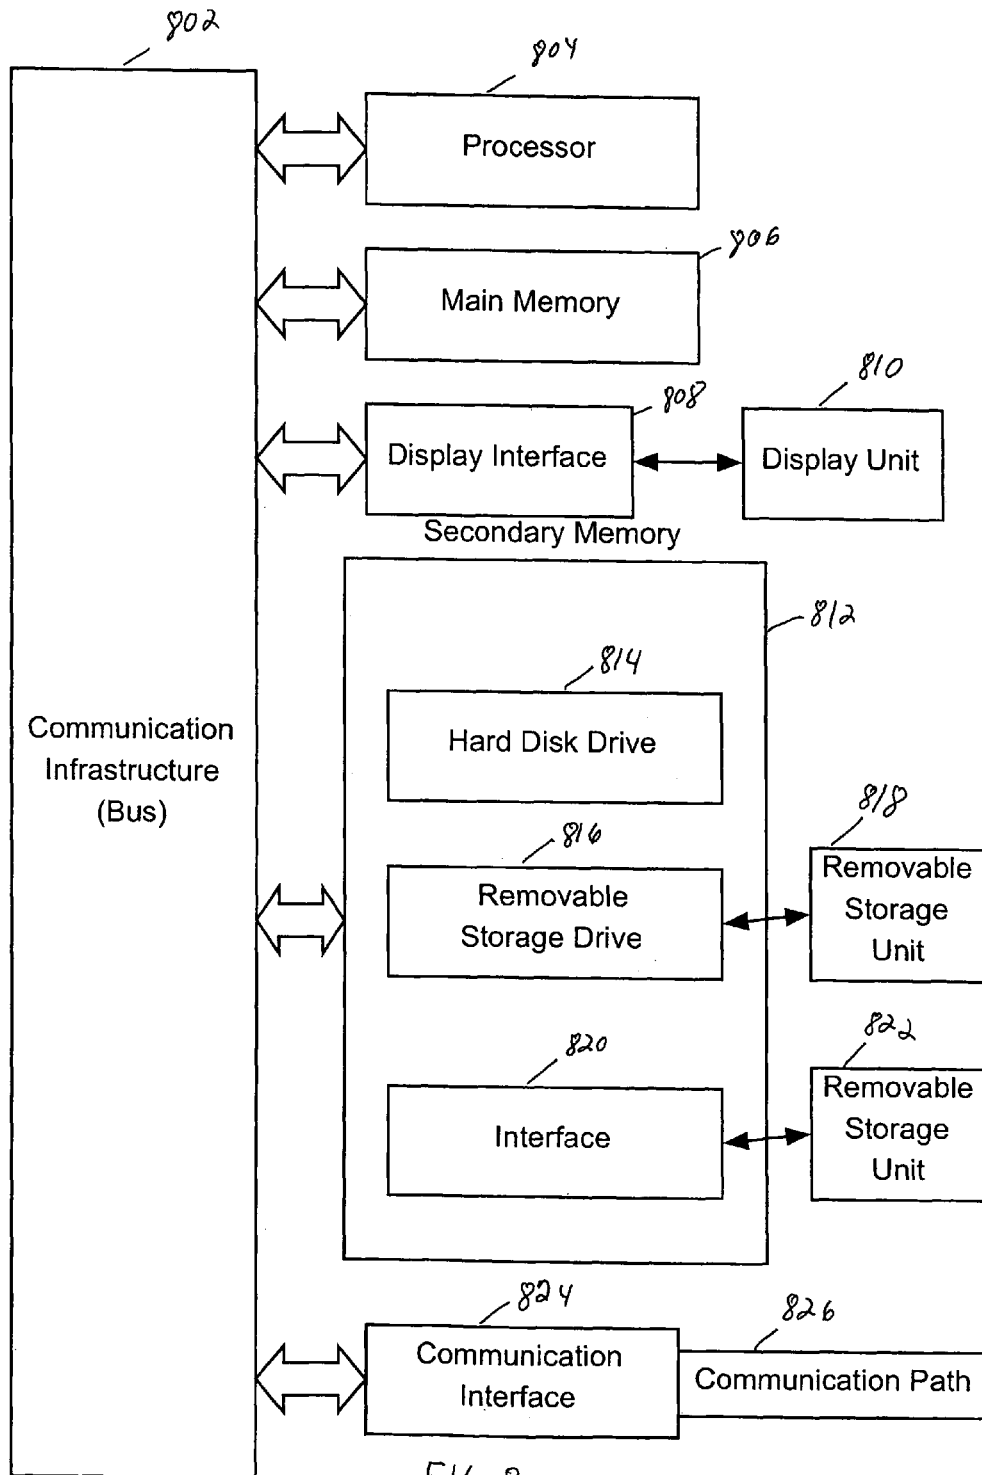 802
804
Processor
806
Main Memory
808
810
Display Interface
Display Unit
Secondary Memory
812
814
Hard Disk Drive
Communication
Infrastructure
(Bus)
816
Removable
Storage Drive
818
Removable
Storage
Unit
820
Interface
822
Removable
Storage
Unit
824
Communication
Interface
826
Communication Path